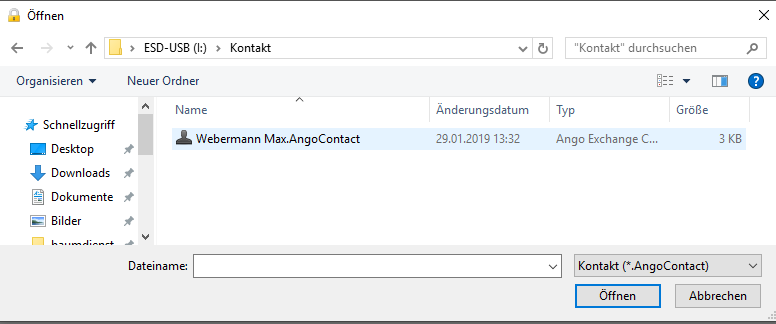 Öffnen
ESD-USB (I:) Kontakt "Kontakt" durchsuchen
Organisieren Neuer Ordner
Name Änderungsdatum Typ Größe
Schnellzugriff
Webermann Max.AngoContact 29.01.2019 13:32 Ango Exchange C... 3 KB
Desktop
Downloads
Dokumente
Bilder
Dateiname: Kontakt (*.AngoContact)
Öffnen Abbrechen